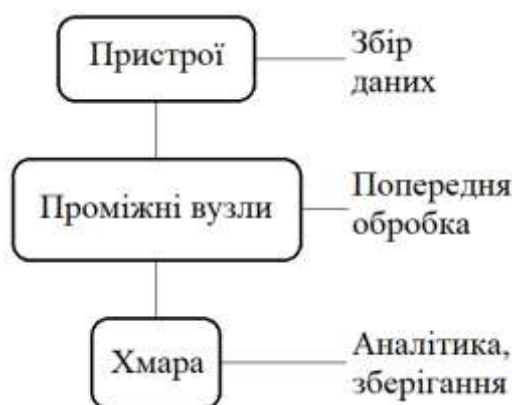 Пристрої
Збір
даних
Проміжні вузли
Попередня
обробка
Хмара
Аналітика,
зберігання